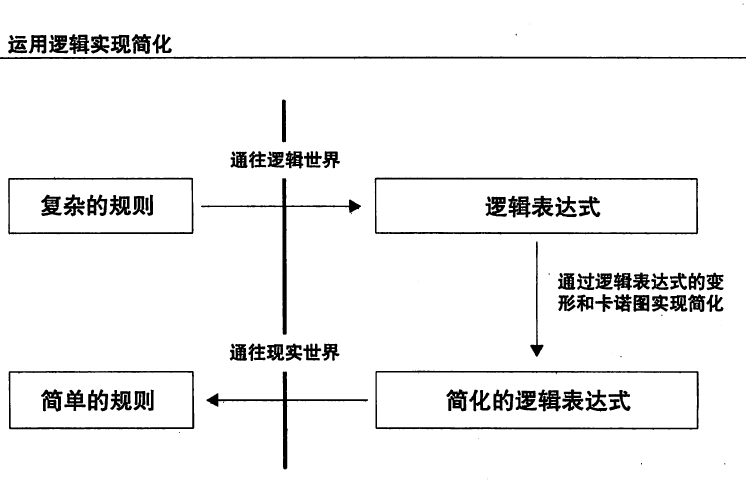 运用逻辑实现简化
通往逻辑世界
复杂的规则
逻辑表达式
通过逻辑表达式的变
形和卡诺图实现简化
通往现实世界
简单的规则
简化的逻辑表达式